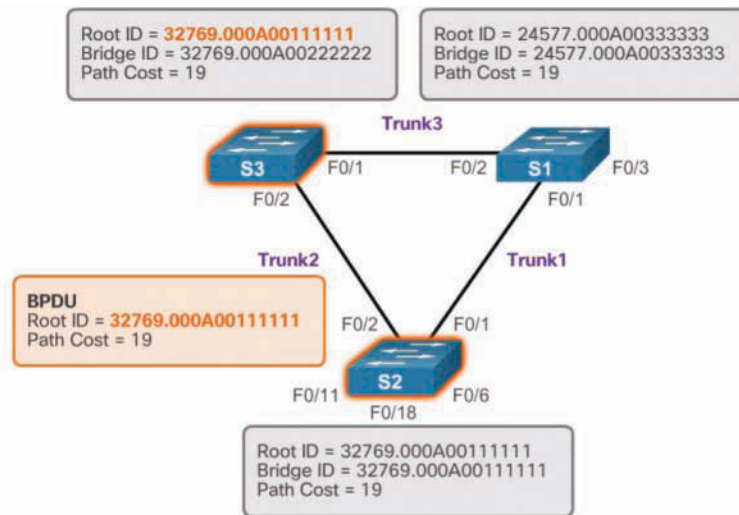 Root ID = 32769.000A00111111
Bridge ID = 32769.000A00222222
Path Cost = 19
Root ID = 24577.000A00333333
Bridge ID = 24577.000A00333333
Path Cost = 19
Trunk3
S3
F0/1
F0/2
S1
F0/3
F0/2
F0/1
Trunk2
Trunk1
BPDU
Root ID = 32769.000A00111111
Path Cost = 19
F0/2
F0/1
S2
F0/11
F0/6
F0/18
Root ID = 32769.000A00111111
Bridge ID = 32769.000A00111111
Path Cost = 19